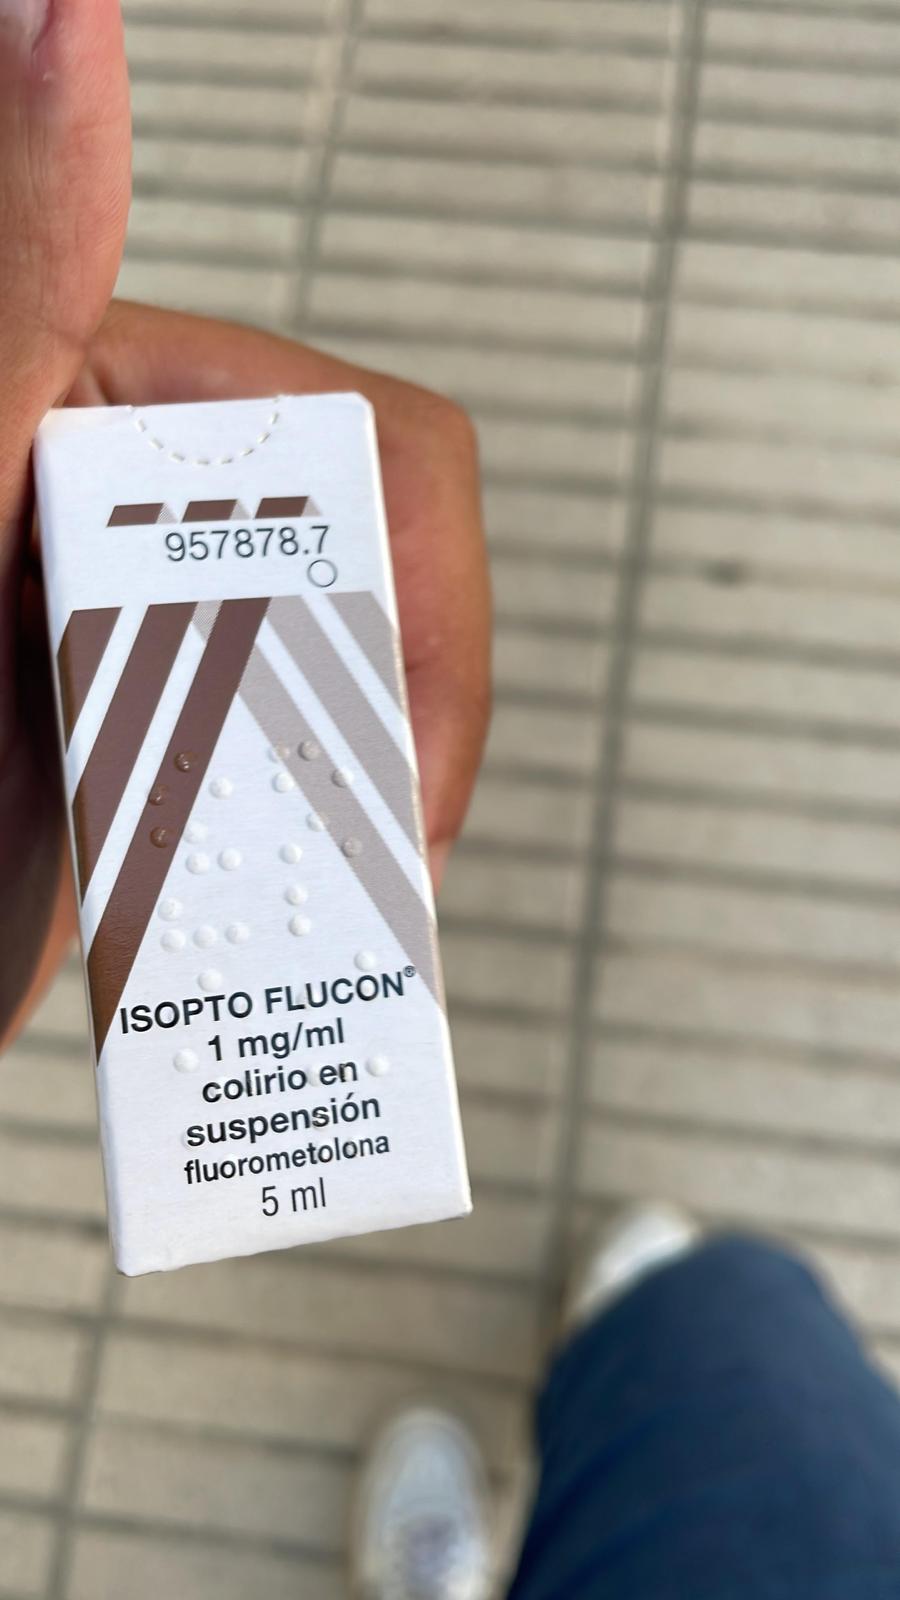 957878.7
ISOPTO FLUCON®
1 mg/ml
colirio en
suspensión
fluorometolona
5 ml